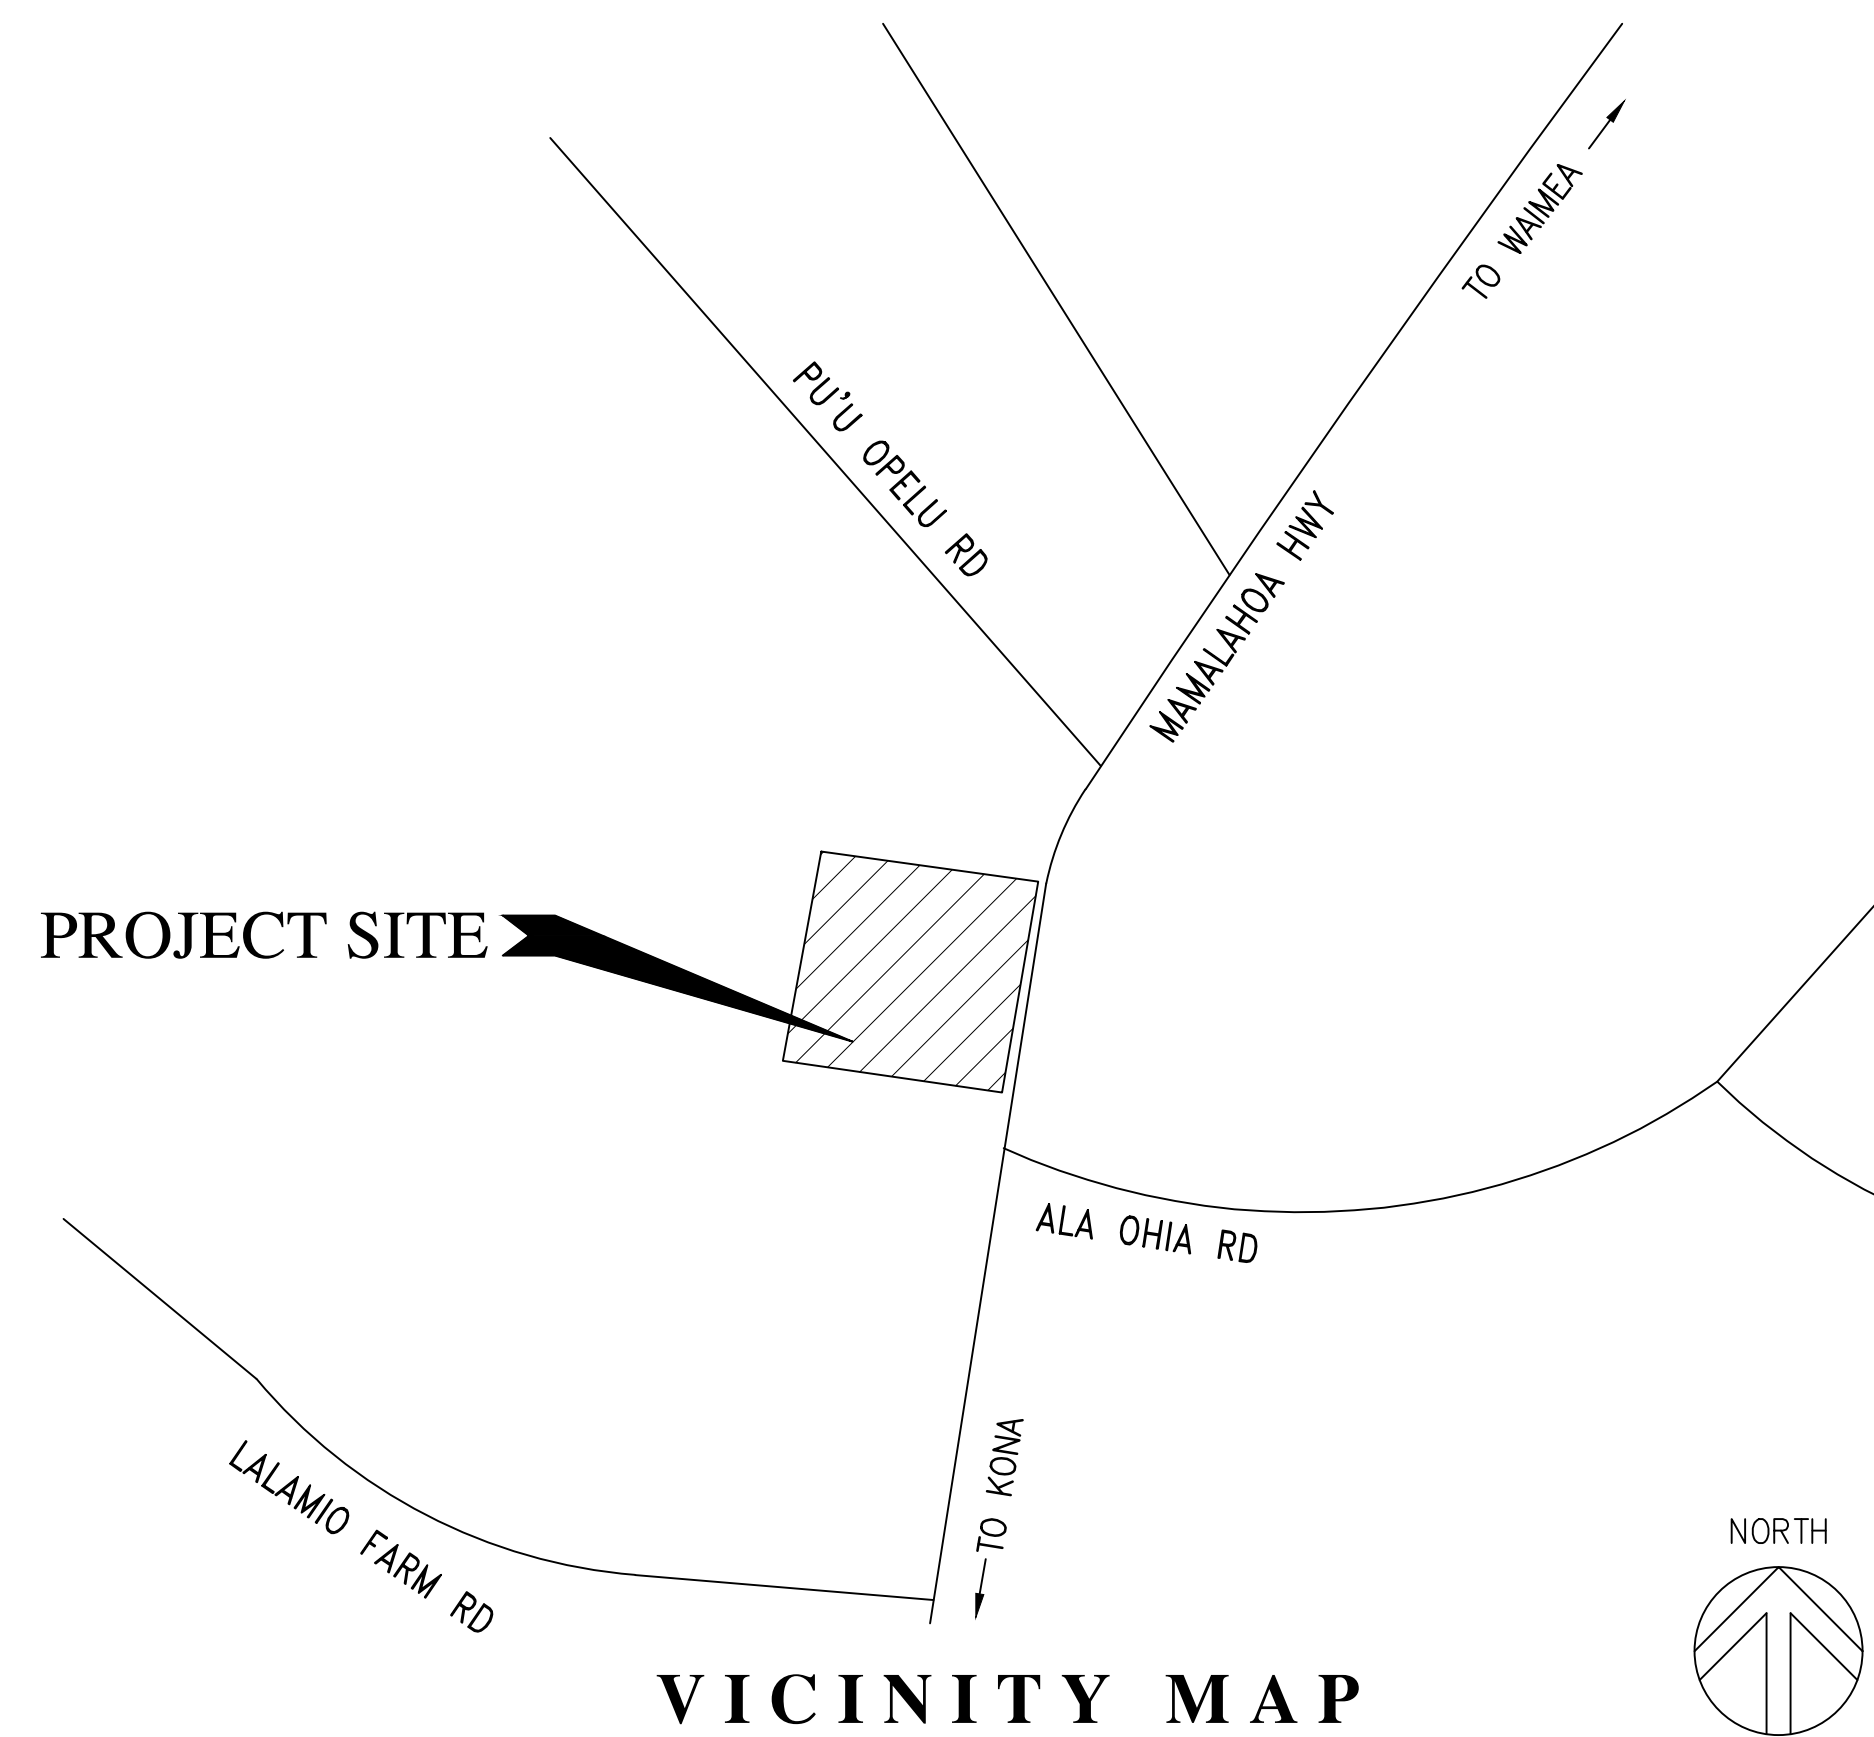 TO WAIMEA
PU'U OPELU RD
MAMALAHOA HWY
PROJECT SITE
ALA OHIA RD
TO KONA
LALAMIO FARM RD
NORTH
VICINITY MAP